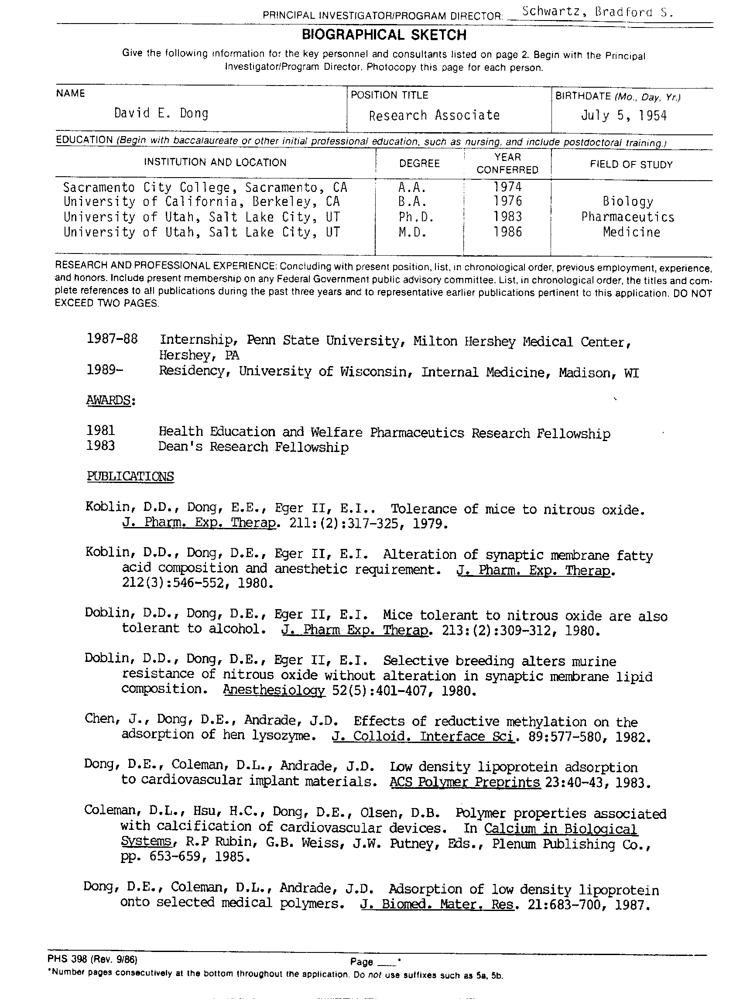 PRINCIPAL INVESTIGATOR/PROGRAM DIRECTOR: Schwartz, Bradford S.
BIOGRAPHICAL SKETCH
Give the following information for the key personnel and consultants listed on page 2. Begin with the Principal
Investigator/Program Director. Photocopy this page for each person.
NAME POSITION TITLE BIRTHDATE (Mo., Day, Yr.)
David E. Dong Research Associate July 5, 1954
EDUCATION (Begin with baccalaureate or other initial professional education, such as nursing, and include postdoctoral training.)
INSTITUTION AND LOCATION DEGREE YEAR CONFERRED FIELD OF STUDY
Sacramento City College, Sacramento, CA A.A. 1974
University of California, Berkeley, CA B.A. 1976 Biology
University of Utah, Salt Lake City, UT Ph.D. 1983 Pharmaceutics
University of Utah, Salt Lake City, UT M.D. 1986 Medicine
RESEARCH AND PROFESSIONAL EXPERIENCE: Concluding with present position, list, in chronological order, previous employment, experience,
and honors. Include present membership on any Federal Government public advisory committee. List, in chronological order, the titles and com-
plete references to all publications during the past three years and to representative earlier publications pertinent to this application. DO NOT
EXCEED TWO PAGES.
1987-88 Internship, Penn State University, Milton Hershey Medical Center,
Hershey, PA
1989- Residency, University of Wisconsin, Internal Medicine, Madison, WI
AWARDS:
1981 Health Education and Welfare Pharmaceutics Research Fellowship
1983 Dean's Research Fellowship
PUBLICATIONS
Koblin, D.D., Dong, E.E., Eger II, E.I.. Tolerance of mice to nitrous oxide.
J. Pharm. Exp. Therap. 211:(2):317-325, 1979.
Koblin, D.D., Dong, D.E., Eger II, E.I. Alteration of synaptic membrane fatty
acid composition and anesthetic requirement. J. Pharm. Exp. Therap.
212(3):546-552, 1980.
Doblin, D.D., Dong, D.E., Eger II, E.I. Mice tolerant to nitrous oxide are also
tolerant to alcohol. J. Pharm Exp. Therap. 213:(2):309-312, 1980.
Doblin, D.D., Dong, D.E., Eger II, E.I. Selective breeding alters murine
resistance of nitrous oxide without alteration in synaptic membrane lipid
composition. Anesthesiology 52(5):401-407, 1980.
Chen, J., Dong, D.E., Andrade, J.D. Effects of reductive methylation on the
adsorption of hen lysozyme. J. Colloid. Interface Sci. 89:577-580, 1982.
Dong, D.E., Coleman, D.L., Andrade, J.D. Low density lipoprotein adsorption
to cardiovascular implant materials. ACS Polymer Preprints 23:40-43, 1983.
Coleman, D.L., Hsu, H.C., Dong, D.E., Olsen, D.B. Polymer properties associated
with calcification of cardiovascular devices. In Calcium in Biological
Systems, R.P Rubin, G.B. Weiss, J.W. Putney, Eds., Plenum Publishing Co.,
pp. 653-659, 1985.
Dong, D.E., Coleman, D.L., Andrade, J.D. Adsorption of low density lipoprotein
onto selected medical polymers. J. Biomed. Mater. Res. 21:683-700, 1987.
PHS 398 (Rev. 9/86) Page ___*
*Number pages consecutively at the bottom throughout the application. Do not use suffixes such as 5a, 5b.